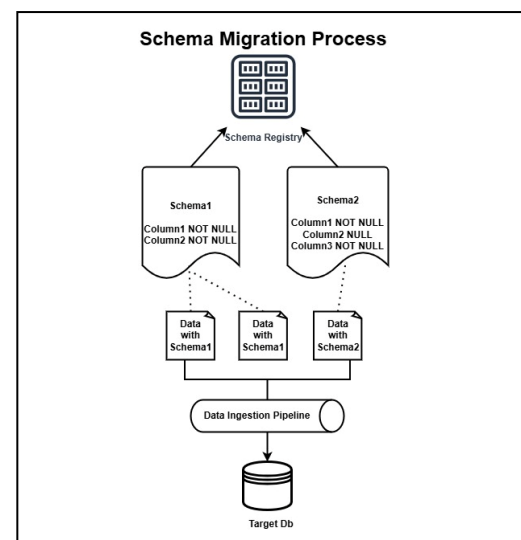 Schema Migration Process
Schema Registry
Schema1
Column1 NOT NULL
Column2 NOT NULL
Schema2
Column1 NOT NULL
Column2 NULL
Column3 NOT NULL
Data
with
Schema1
Data
with
Schema1
Data
with
Schema2
Data Ingestion Pipeline
Target Db